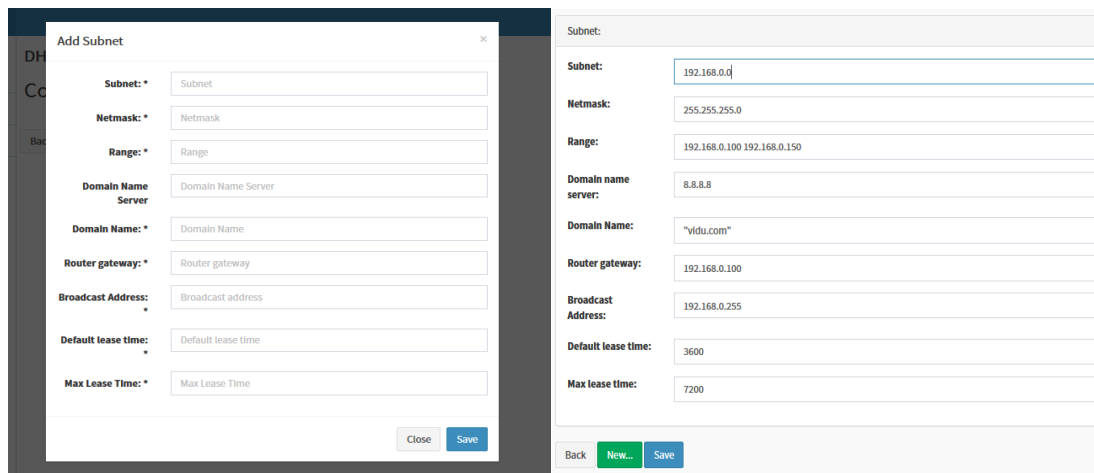 DH
Co
Bac
Add Subnet
×
Subnet: *
Subnet
Netmask: *
Netmask
Range: *
Range
Domain Name
Server
Domain Name Server
Domain Name: *
Domain Name
Router gateway: *
Router gateway
Broadcast Address:
*
Broadcast address
Default lease time:
*
Default lease time
Max Lease Time: *
Max Lease Time
Close
Save
Subnet:
Subnet:
192.168.0.0
Netmask:
255.255.255.0
Range:
192.168.0.100 192.168.0.150
Domain name
server:
8.8.8.8
Domain Name:
"vidu.com"
Router gateway:
192.168.0.100
Broadcast
Address:
192.168.0.255
Default lease time:
3600
Max lease time:
7200
Back
New...
Save